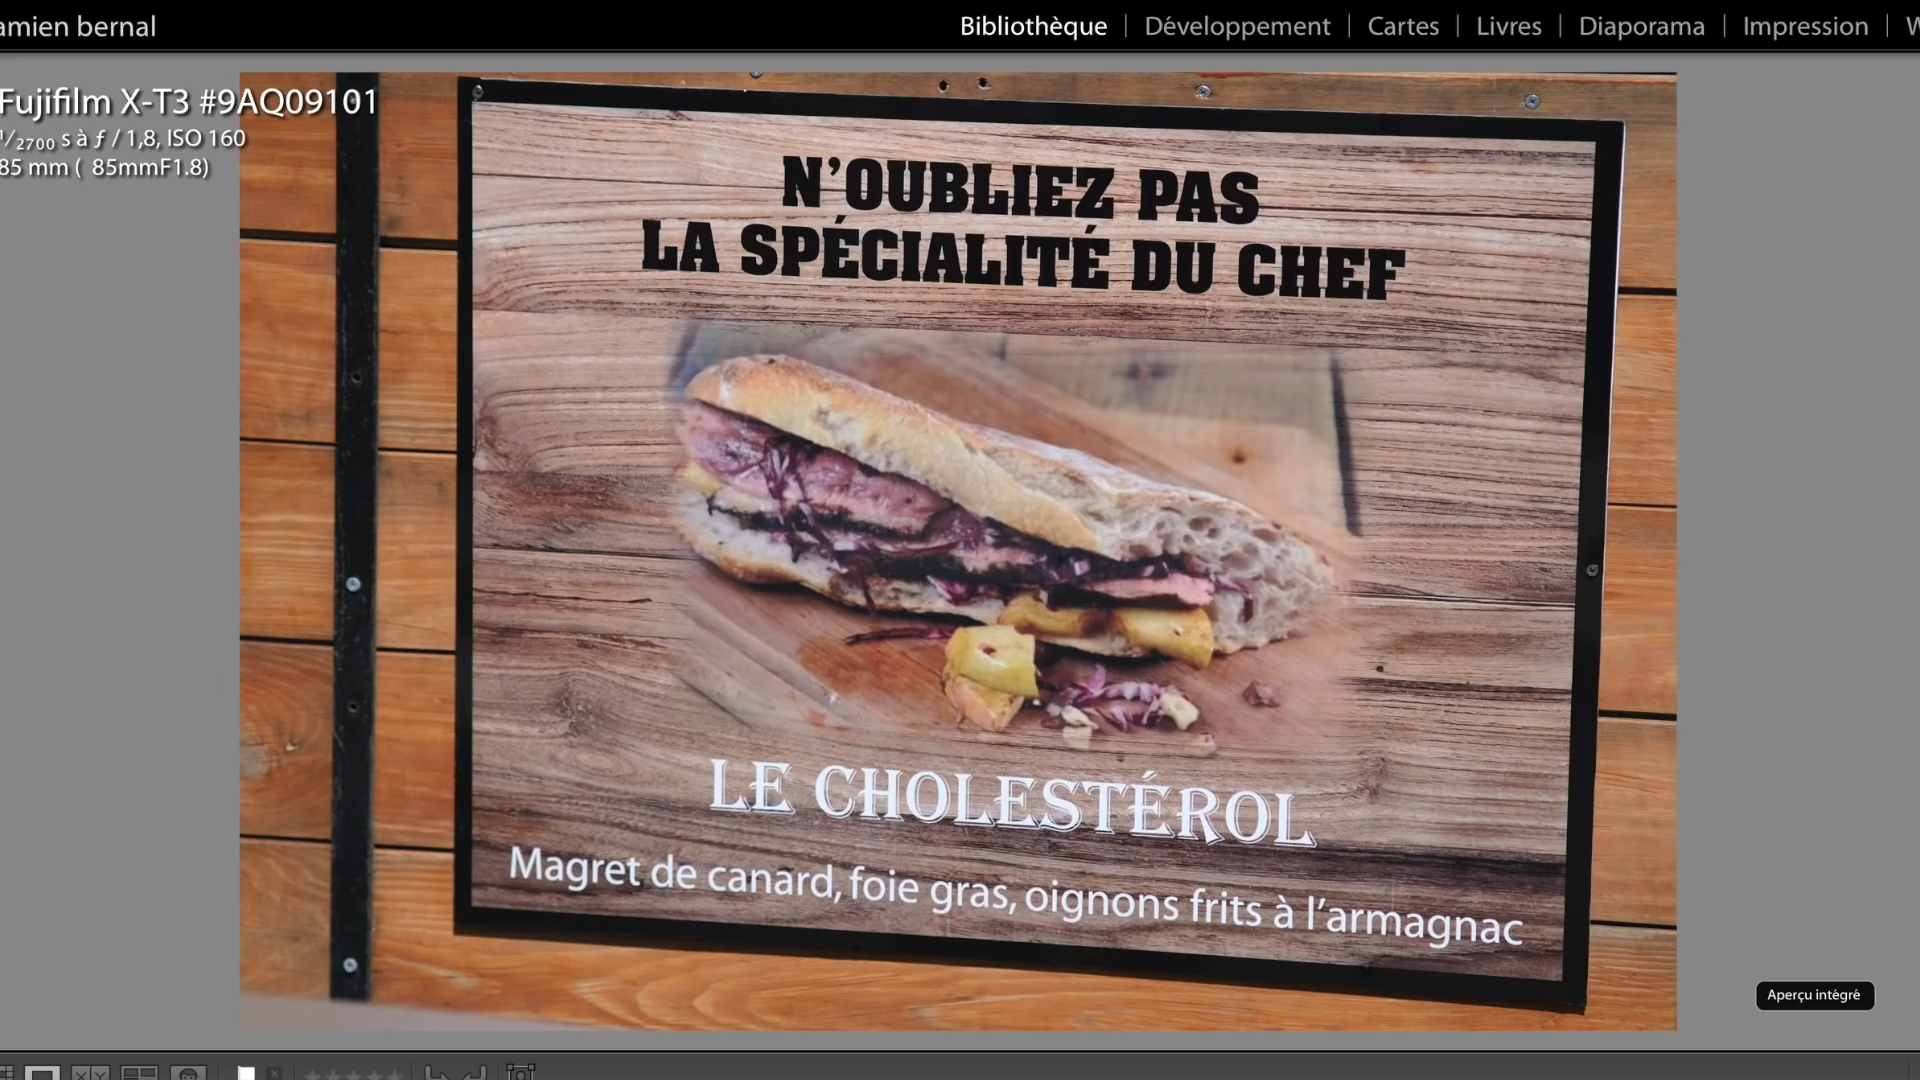 amien bernal
Bibliothèque | Développement | Cartes | Livres | Diaporama | Impression |
Fujifilm X-T3 #9AQ09101
1/2700 s à ƒ / 1,8, ISO 160
85 mm ( 85mmF1.8)
N'OUBLIEZ PAS
LA SPÉCIALITÉ DU CHEF
LE CHOLESTÉROL
Magret de canard, foie gras, oignons frits à l'armagnac
Aperçu intégré
X Y